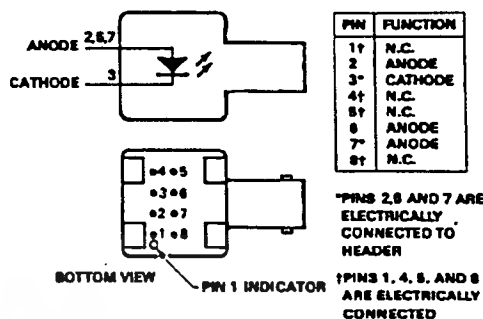 ANODE 2,6,7
CATHODE 3
4 5
3 6
2 7
1 8
BOTTOM VIEW
PIN 1 INDICATOR
PIN FUNCTION
1† N.C.
2 ANODE
3* CATHODE
4† N.C.
5† N.C.
6 ANODE
7* ANODE
8† N.C.
*PINS 2,6 AND 7 ARE
ELECTRICALLY
CONNECTED TO
HEADER
†PINS 1, 4, 5, AND 8
ARE ELECTRICALLY
CONNECTED